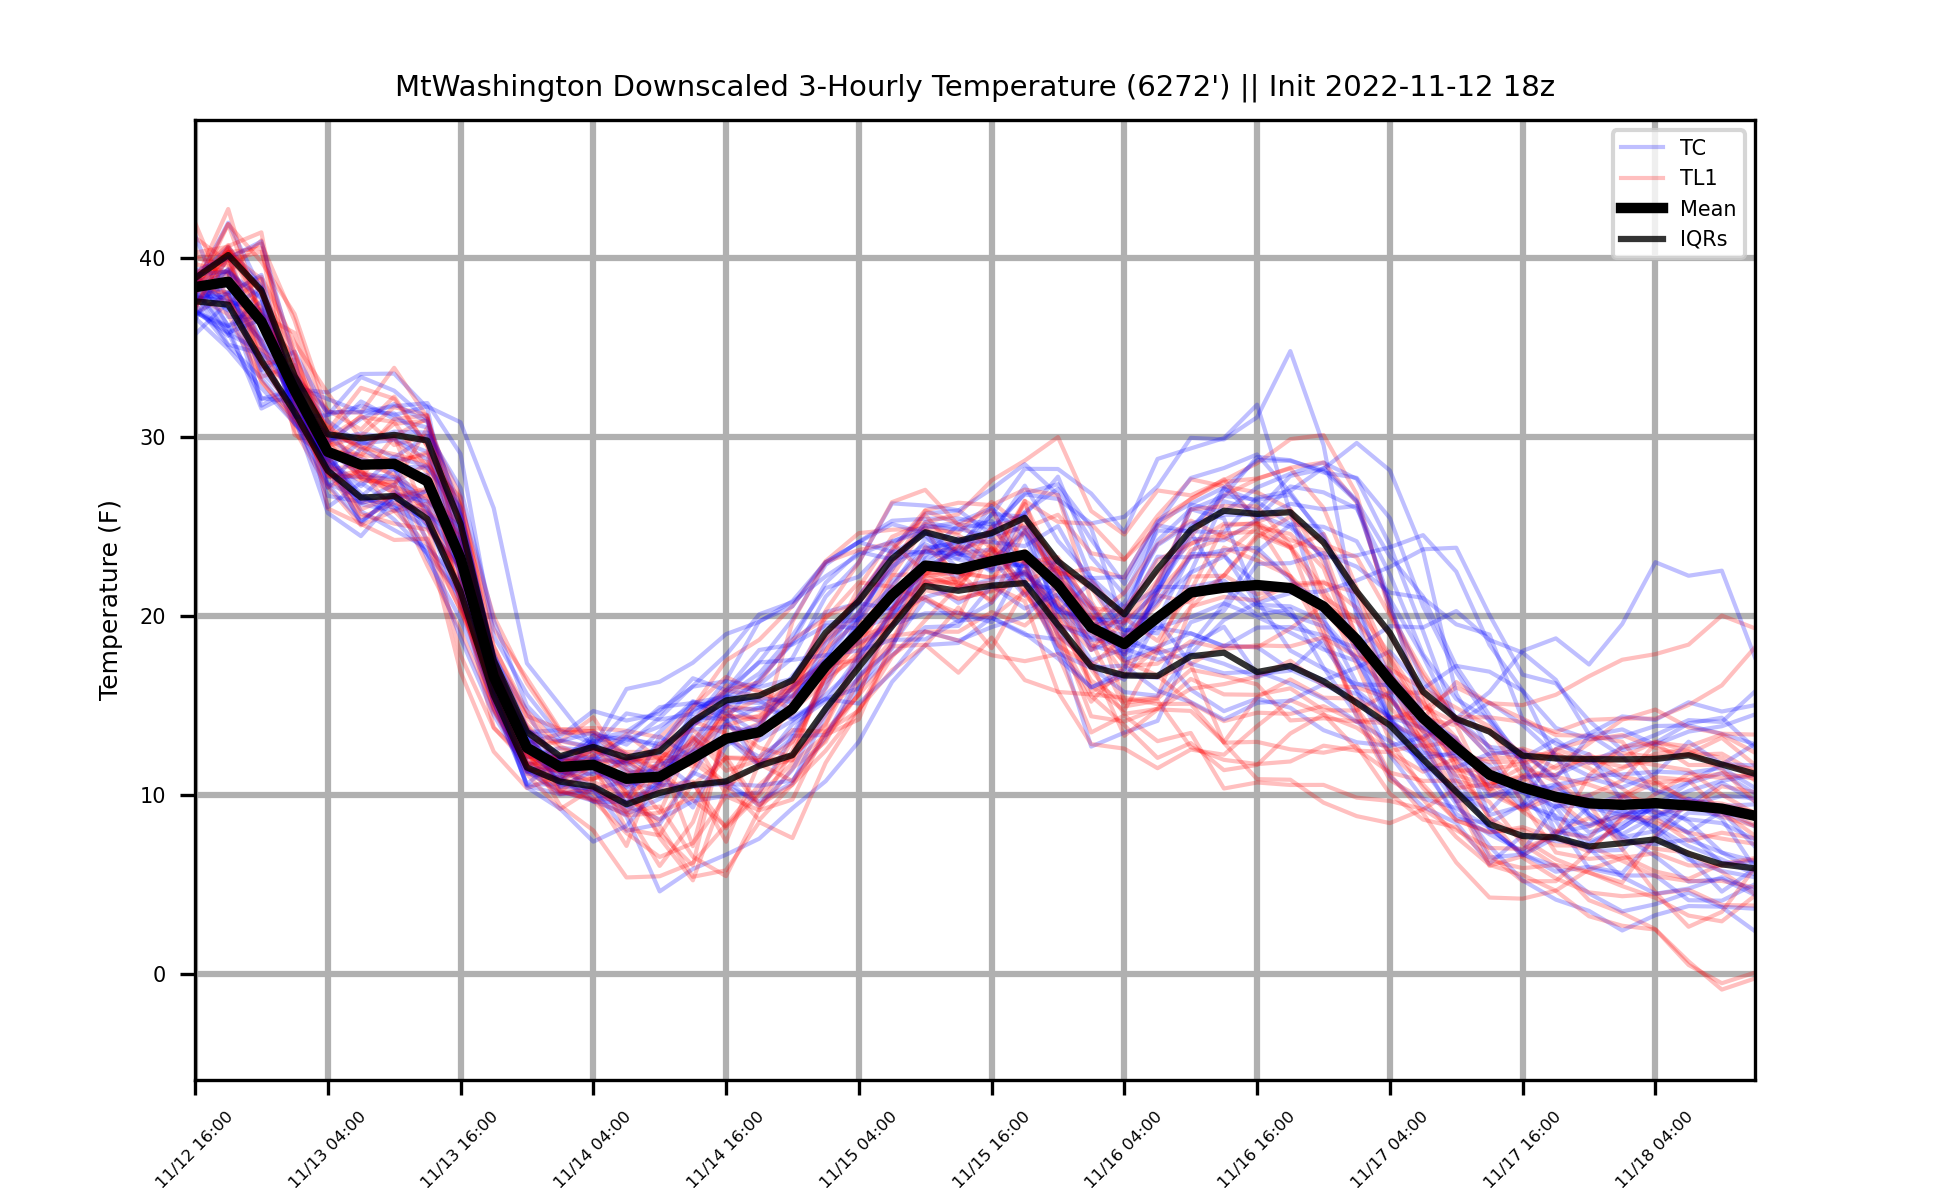 MtWashington Downscaled 3-Hourly Temperature (6272') || Init 2022-11-12 18z
TC
TL1
Mean
IQRs
Temperature (F)
40
30
20
10
0
11/12 16:00
11/13 04:00
11/13 16:00
11/14 04:00
11/14 16:00
11/15 04:00
11/15 16:00
11/16 04:00
11/16 16:00
11/17 04:00
11/17 16:00
11/18 04:00